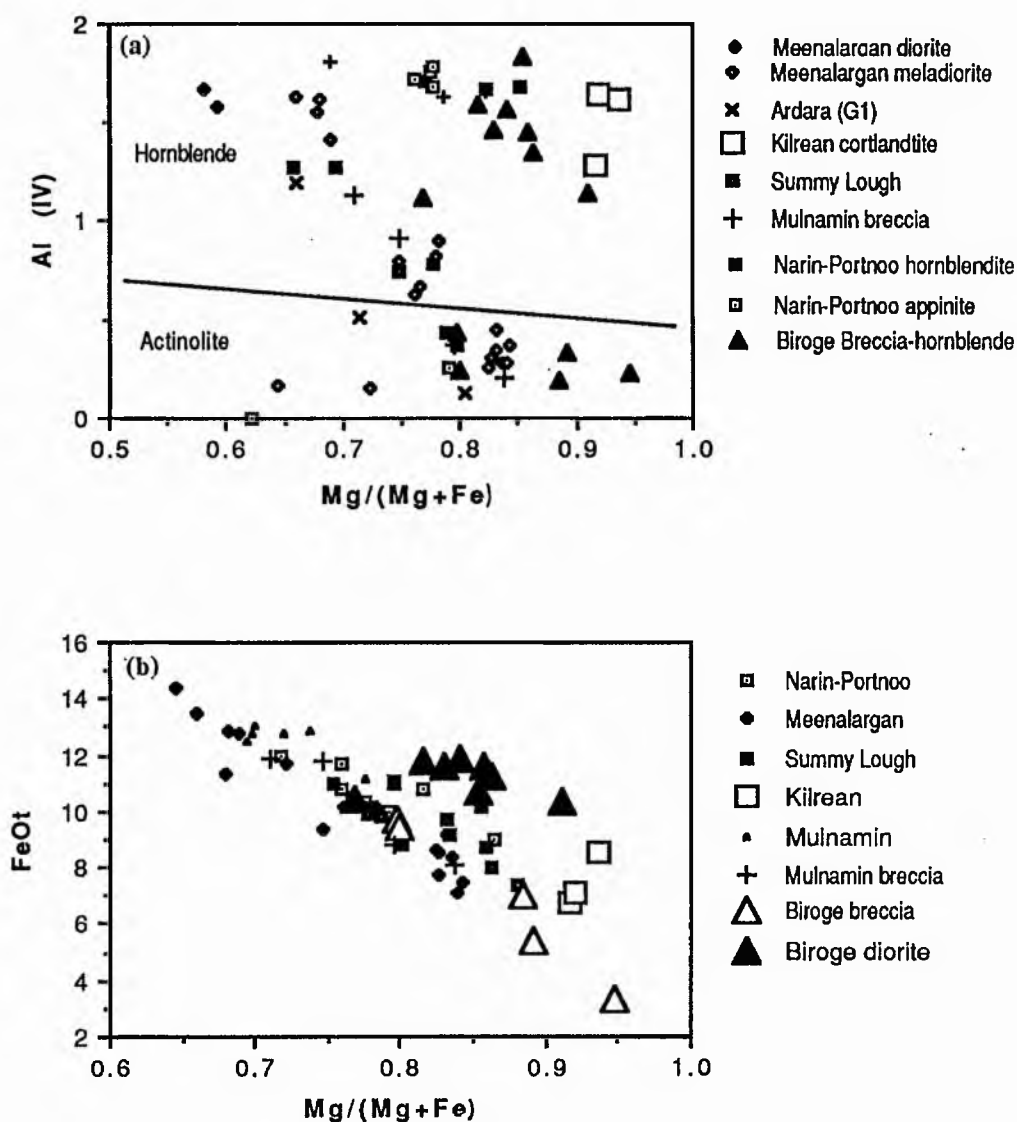 (a)
2
1
0
Al (IV)
Hornblende
Actinolite
0.5 0.6 0.7 0.8 0.9 1.0
Mg/(Mg+Fe)
Meenalargan diorite
Meenalargan meladiorite
Ardara (G1)
Kilrean cortlandtite
Summy Lough
Mulnamin breccia
Narin-Portnoo hornblendite
Narin-Portnoo appinite
Biroge Breccia-hornblende
(b)
16
14
12
10
8
6
4
2
FeOt
0.6 0.7 0.8 0.9 1.0
Mg/(Mg+Fe)
Narin-Portnoo
Meenalargan
Summy Lough
Kilrean
Mulnamin
Mulnamin breccia
Biroge breccia
Biroge diorite